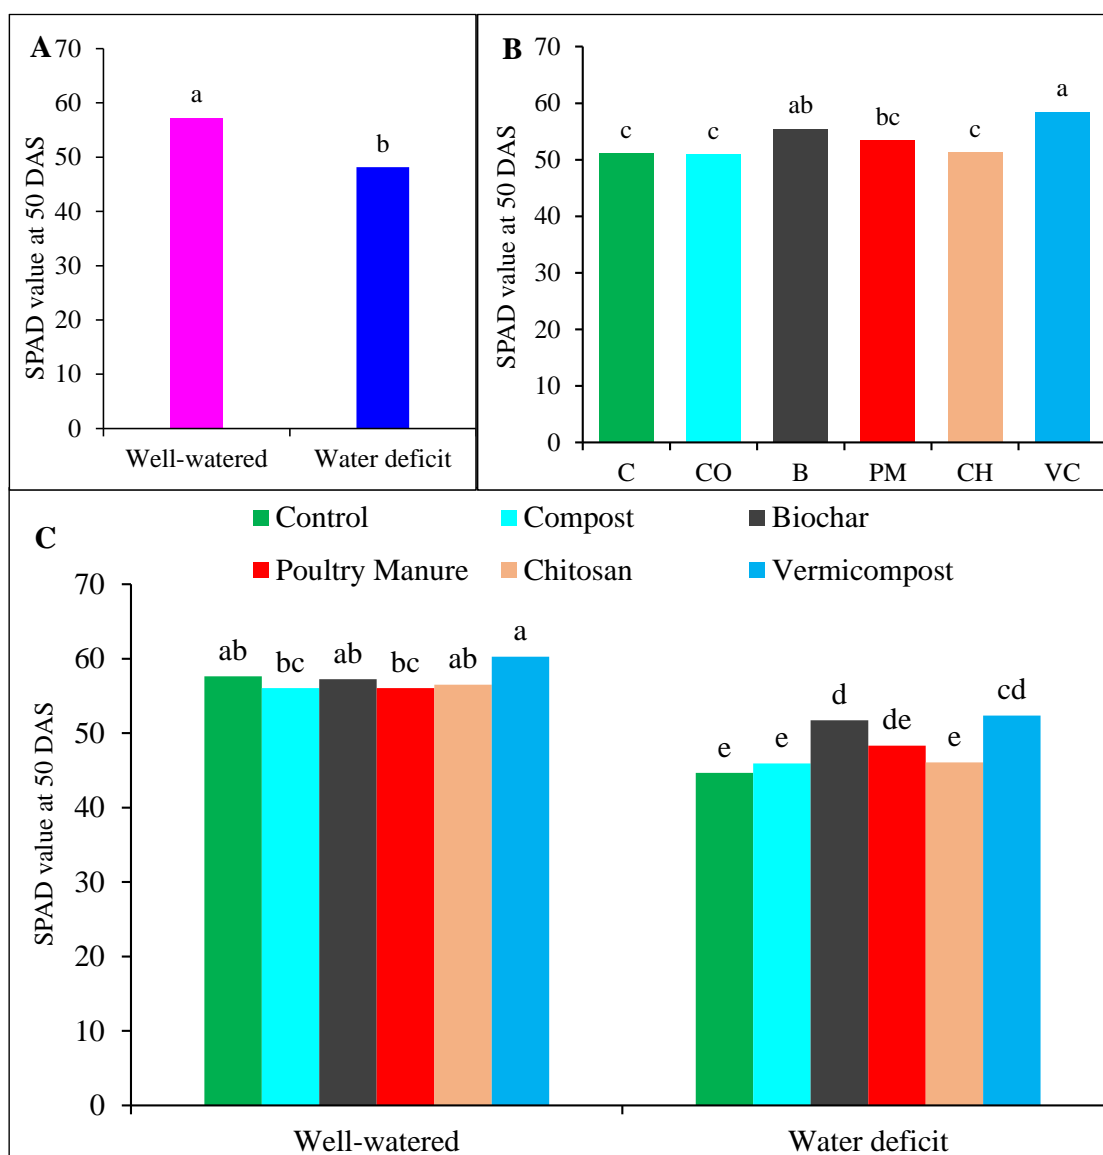 A
SPAD value at 50 DAS
70
60
50
40
30
20
10
0
a
b
Well-watered
Water deficit
B
SPAD value at 50 DAS
70
60
50
40
30
20
10
0
c
c
ab
bc
c
a
C
CO
B
PM
CH
VC
C
Control
Compost
Biochar
Poultry Manure
Chitosan
Vermicompost
SPAD value at 50 DAS
70
60
50
40
30
20
10
0
ab
bc
ab
bc
ab
a
e
e
d
de
e
cd
Well-watered
Water deficit